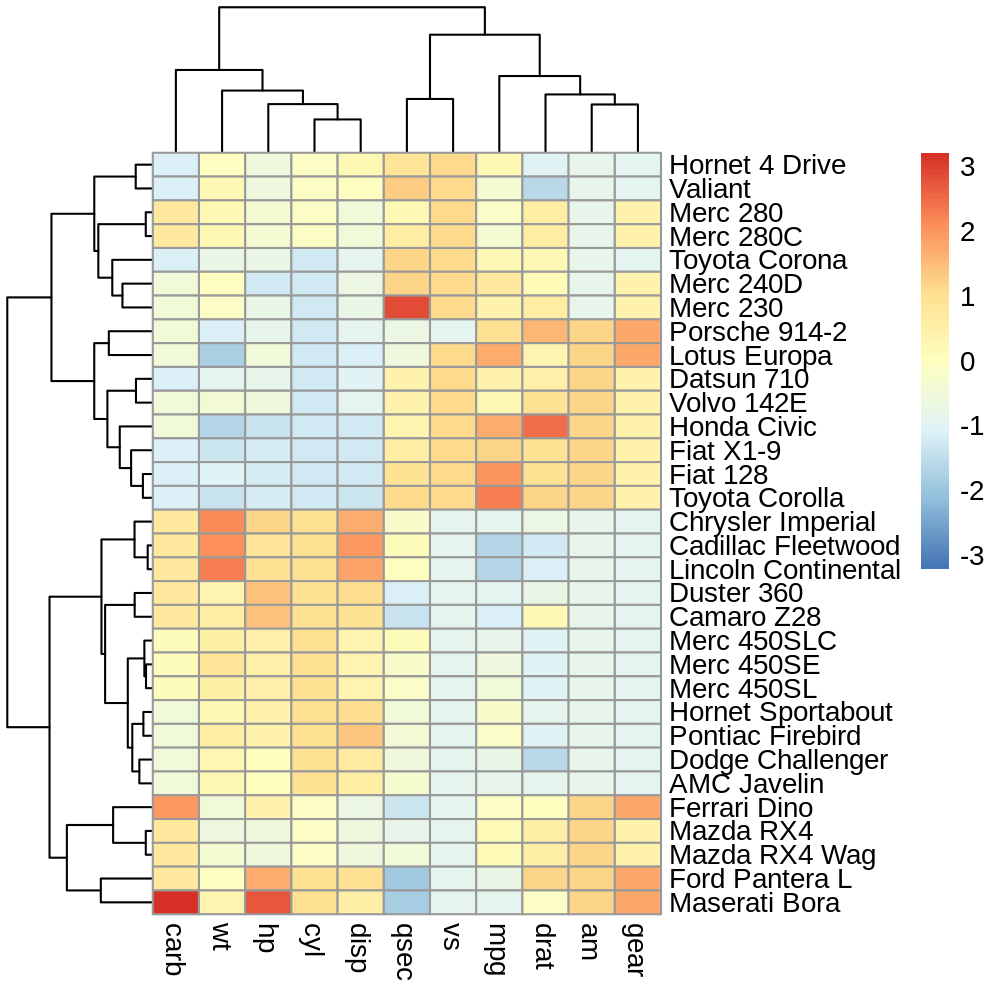 Hornet 4 Drive
Valiant
Merc 280
Merc 280C
Toyota Corona
Merc 240D
Merc 230
Porsche 914-2
Lotus Europa
Datsun 710
Volvo 142E
Honda Civic
Fiat X1-9
Fiat 128
Toyota Corolla
Chrysler Imperial
Cadillac Fleetwood
Lincoln Continental
Duster 360
Camaro Z28
Merc 450SLC
Merc 450SE
Merc 450SL
Hornet Sportabout
Pontiac Firebird
Dodge Challenger
AMC Javelin
Ferrari Dino
Mazda RX4
Mazda RX4 Wag
Ford Pantera L
Maserati Bora
carb
wt
hp
cyl
disp
qsec
vs
mpg
drat
am
gear
3
2
1
0
-1
-2
-3